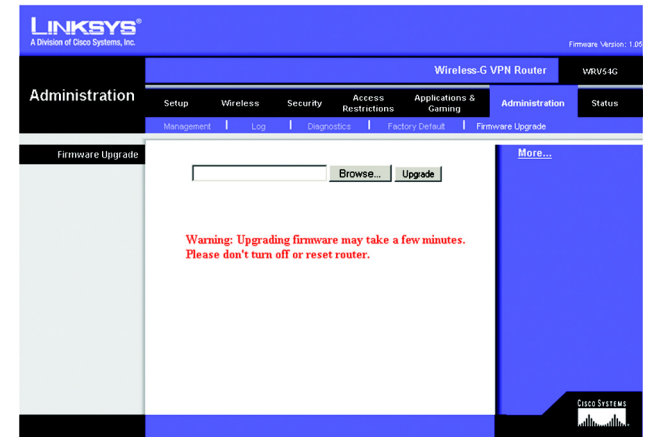 LINKSYS®
A Division of Cisco Systems, Inc.
Firmware Version: 1.05
Wireless-G VPN Router WRV54G
Administration
Setup Wireless Security Access Restrictions Applications & Gaming Administration Status
Management Log Diagnostics Factory Default Firmware Upgrade
Firmware Upgrade
Browse... Upgrade
More...
Warning: Upgrading firmware may take a few minutes.
Please don't turn off or reset router.
CISCO SYSTEMS